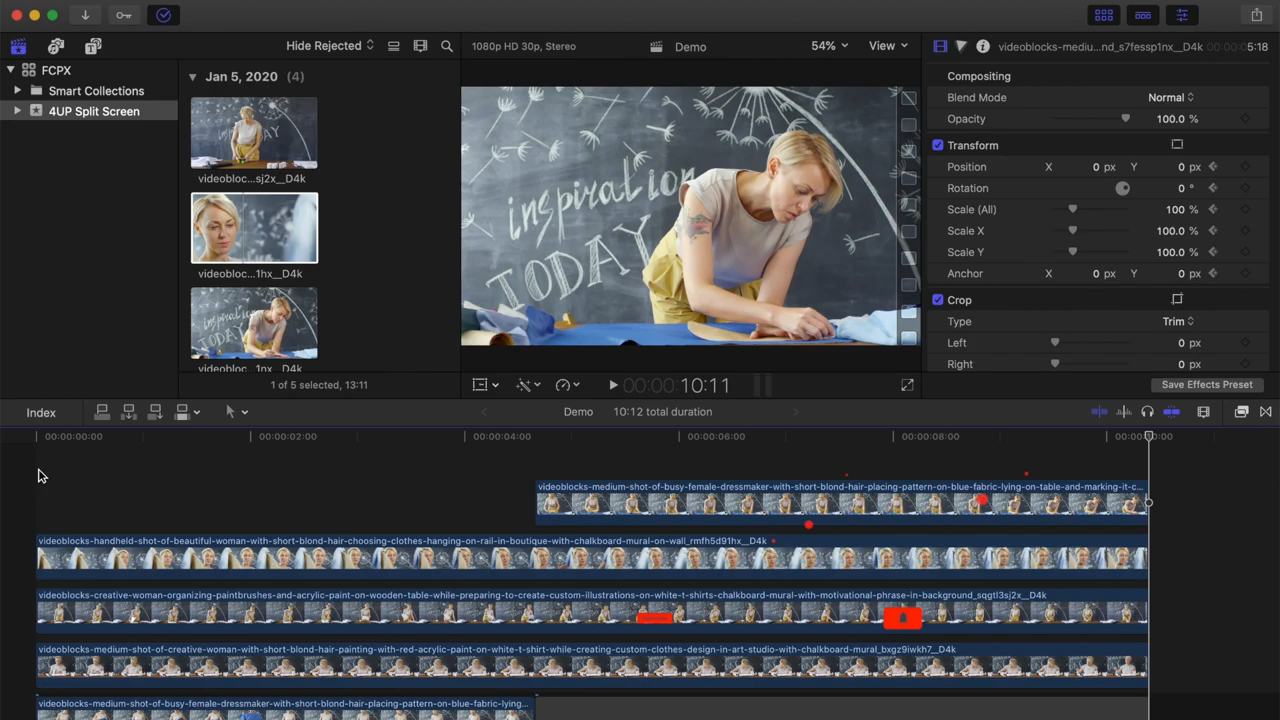 Hide Rejected
1080p HD 30p, Stereo
Demo
54%
View
videoblocks-mediu...nd_s7fessp1nx__D4k
00:00:05:18
FCPX
Smart Collections
4UP Split Screen
Jan 5, 2020 (4)
videobloc...sj2x__D4k
videobloc...1hx__D4k
videobloc...1nx__D4k
1 of 5 selected, 13:11
inspiration
TODAY
Compositing
Blend Mode
Normal
Opacity
100.0 %
Transform
Position
X 0 px Y 0 px
Rotation
0 °
Scale (All)
100 %
Scale X
100.0 %
Scale Y
100.0 %
Anchor
X 0 px Y 0 px
Crop
Type
Trim
Left
0 px
Right
0 px
00:00:10:11
Save Effects Preset
Index
Demo
10:12 total duration
00:00:00:00
00:00:02:00
00:00:04:00
00:00:06:00
00:00:08:00
videoblocks-medium-shot-of-busy-female-dressmaker-with-short-blond-hair-placing-pattern-on-blue-fabric-lying-on-table-and-marking-it-c...
videoblocks-handheld-shot-of-beautiful-woman-with-short-blond-hair-choosing-clothes-hanging-on-rail-in-boutique-with-chalkboard-mural-on-wall_rmfh5d91hx__D4k
videoblocks-creative-woman-organizing-paintbrushes-and-acrylic-paint-on-wooden-table-while-preparing-to-create-custom-illustrations-on-white-t-shirts-chalkboard-mural-with-motivational-phrase-in-background_sqgtl3sj2x__D4k
videoblocks-medium-shot-of-creative-woman-with-short-blond-hair-painting-with-red-acrylic-paint-on-white-t-shirt-while-creating-custom-clothes-design-in-art-studio-with-chalkboard-mural_bxgz9iwkh7__D4K
videoblocks-medium-shot-of-busy-female-dressmaker-with-short-blond-hair-placing-pattern-on-blue-fabric-lying...